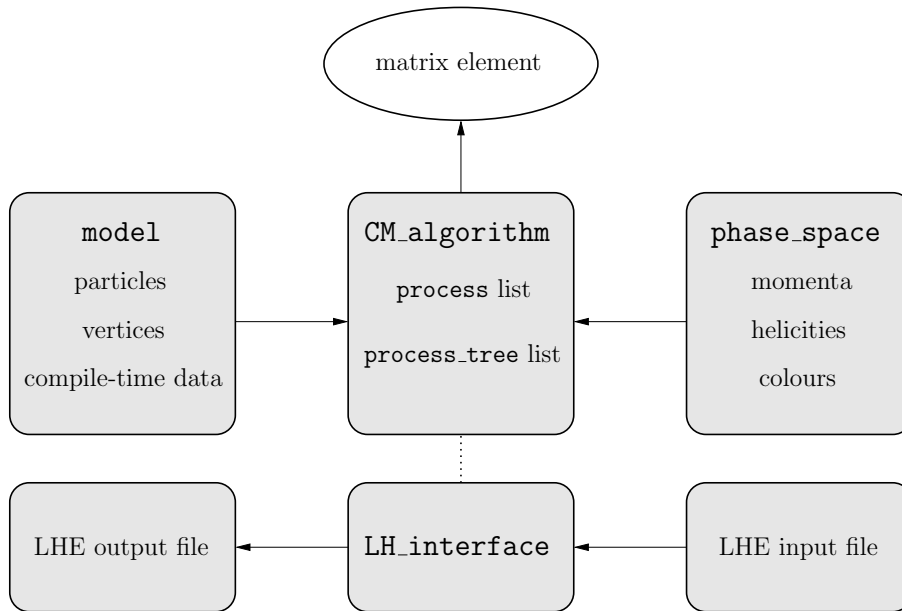 matrix element
model
particles
vertices
compile-time data
CM_algorithm
process list
process_tree list
phase_space
momenta
helicities
colours
LHE output file
LH_interface
LHE input file